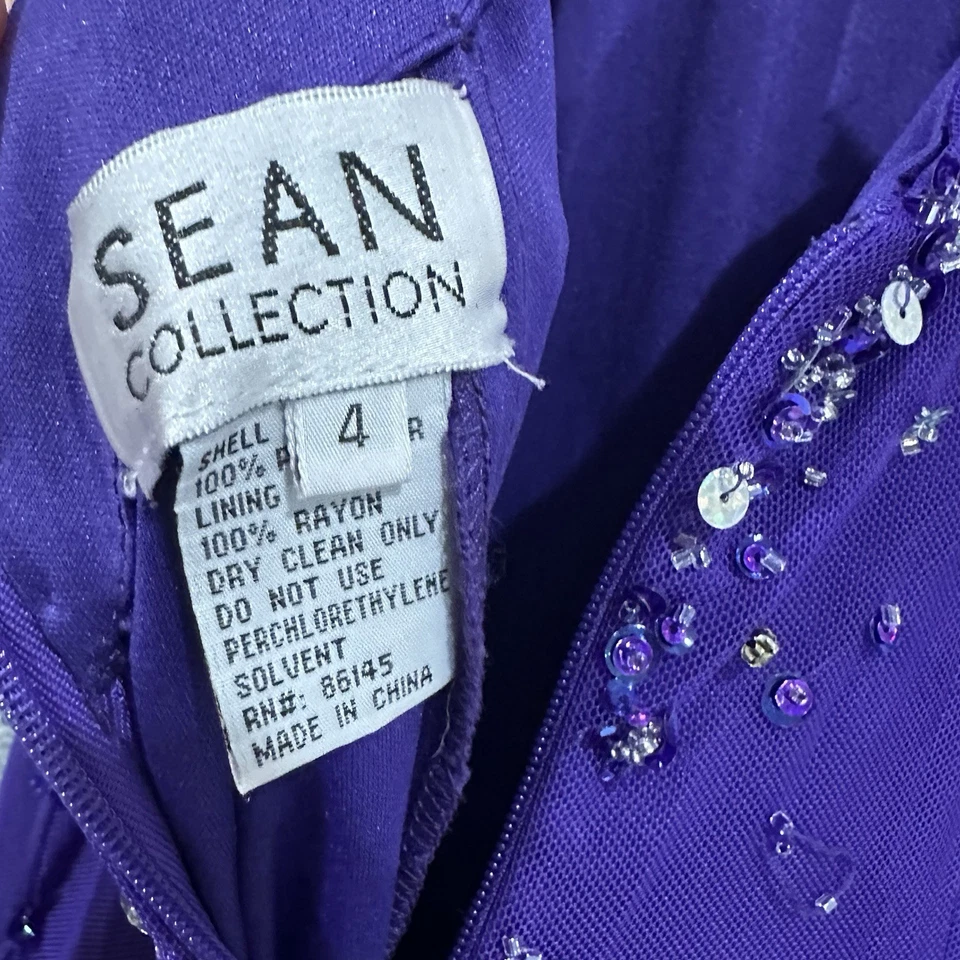 SEAN
COLLECTION
4
SHELL
100% P R
LINING
100% RAYON
DRY CLEAN ONLY
DO NOT USE
PERCHLORETHYLENE
SOLVENT
RN#: 86145
MADE IN CHINA